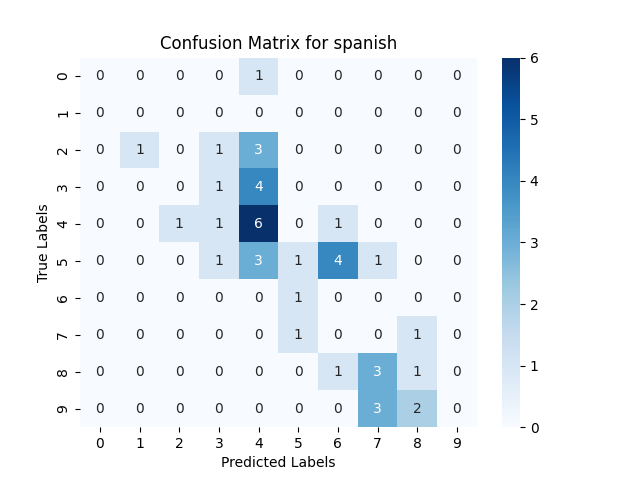 Confusion Matrix for spanish
0 0 0 0 0 1 0 0 0 0 0
1 0 0 0 0 0 0 0 0 0 0
2 0 1 0 1 3 0 0 0 0 0
3 0 0 0 1 4 0 0 0 0 0
4 0 0 1 1 6 0 1 0 0 0
5 0 0 0 1 3 1 4 1 0 0
6 0 0 0 0 0 1 0 0 0 0
7 0 0 0 0 0 1 0 0 1 0
8 0 0 0 0 0 0 1 3 1 0
9 0 0 0 0 0 0 0 3 2 0
0 1 2 3 4 5 6 7 8 9
Predicted Labels
True Labels
6
5
4
3
2
1
0